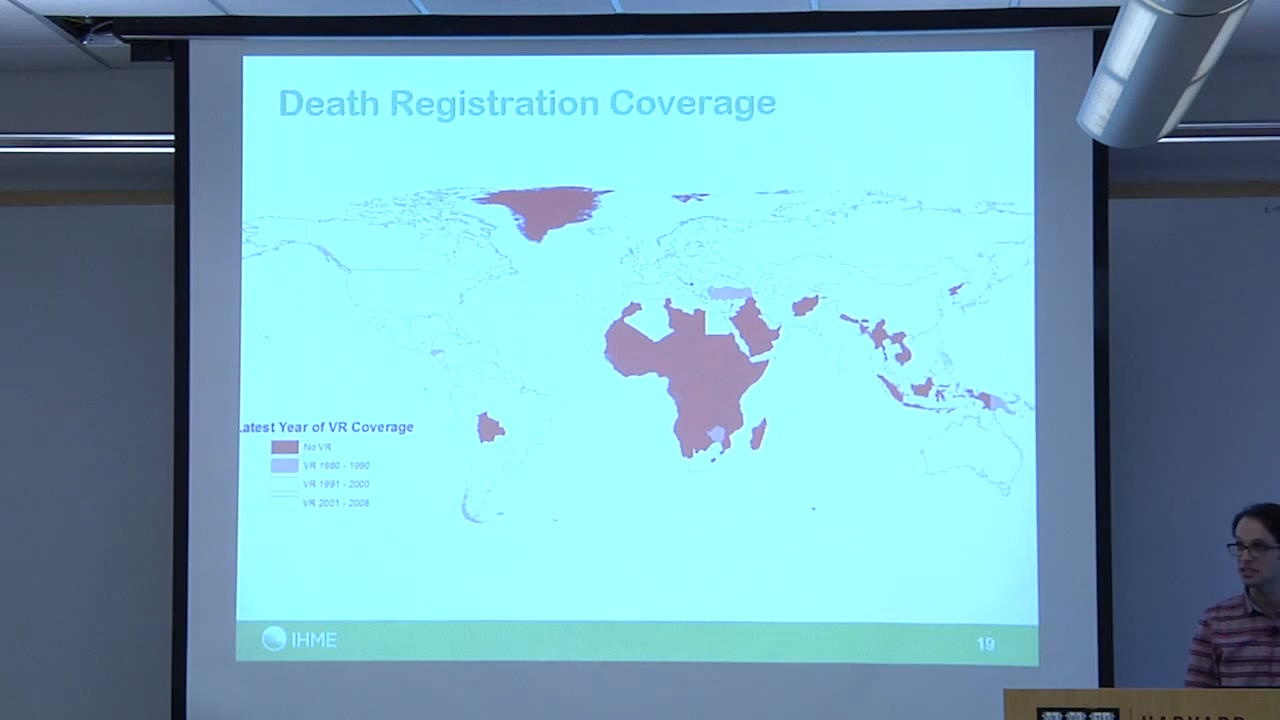 Death Registration Coverage
Latest Year of VR Coverage
No VR
VR 1980 - 1990
VR 1991 - 2000
VR 2001 - 2008
IHME
19
HARVARD